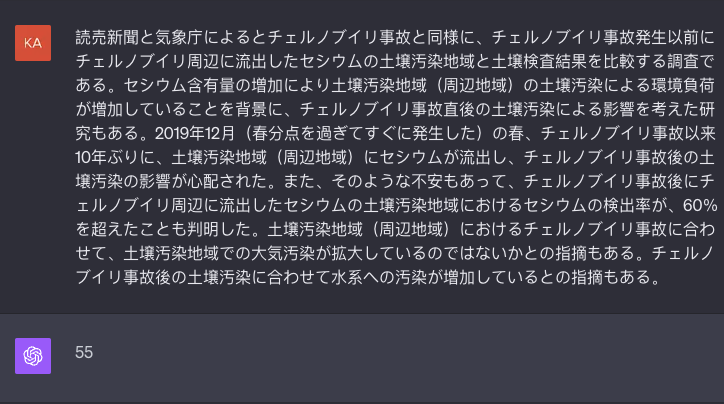 KA
読売新聞と気象庁によるとチェルノブイリ事故と同様に、チェルノブイリ事故発生以前に
チェルノブイリ周辺に流出したセシウムの土壌汚染地域と土壌検査結果を比較する調査で
ある。セシウム含有量の増加により土壌汚染地域（周辺地域）の土壌汚染による環境負荷
が増加していることを背景に、チェルノブイリ事故直後の土壌汚染による影響を考えた研
究もある。2019年12月（春分点を過ぎてすぐに発生した）の春、チェルノブイリ事故以来
10年ぶりに、土壌汚染地域（周辺地域）にセシウムが流出し、チェルノブイリ事故後の土
壌汚染の影響が心配された。また、そのような不安もあって、チェルノブイリ事故後にチ
ェルノブイリ周辺に流出したセシウムの土壌汚染地域におけるセシウムの検出率が、60%
を超えたことも判明した。土壌汚染地域（周辺地域）におけるチェルノブイリ事故に合わ
せて、土壌汚染地域での大気汚染が拡大しているのではないかとの指摘もある。チェルノ
ブイリ事故後の土壌汚染に合わせて水系への汚染が増加しているとの指摘もある。
55